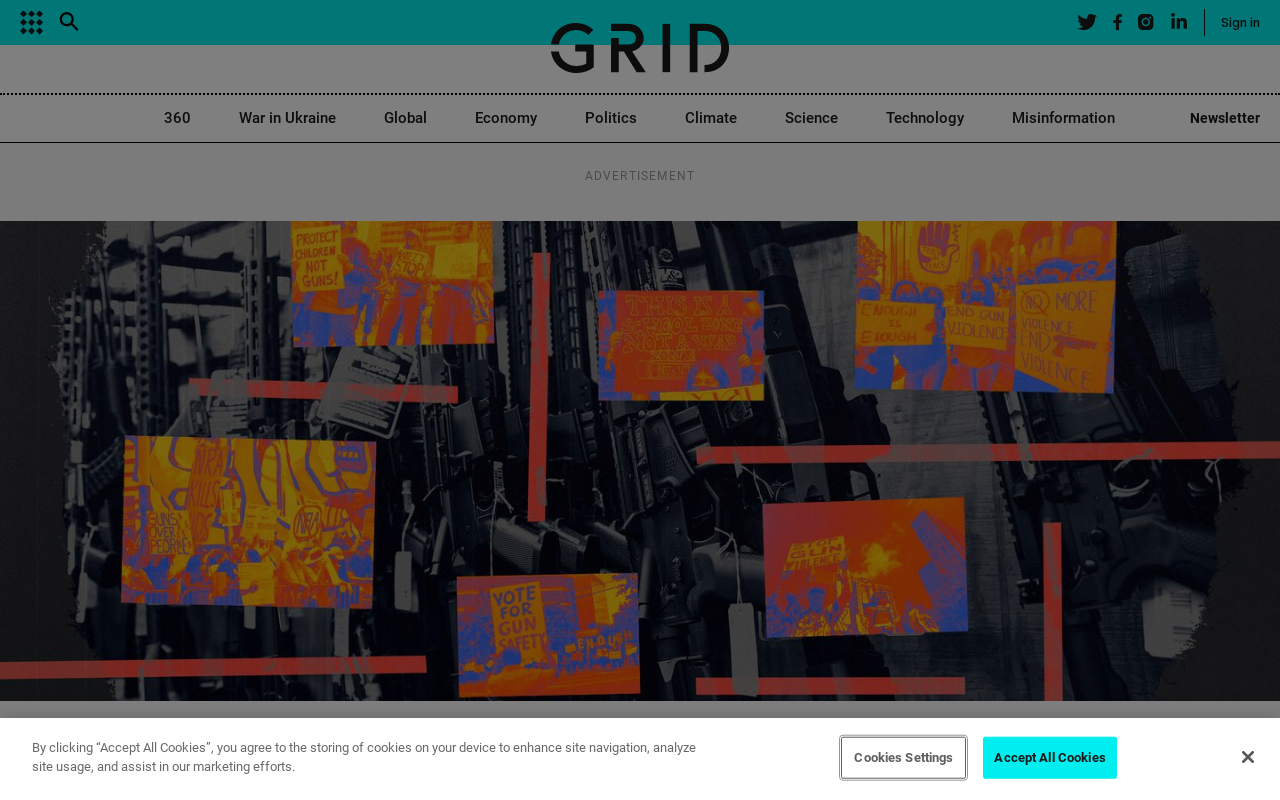 Sign in
GRID
360 War in Ukraine Global Economy Politics Climate Science Technology Misinformation Newsletter
ADVERTISEMENT
PROTECT
CHILDREN
NOT
GUNS!
THIS IS A
SCHOOL ZONE
NOT A WAR
ZONE
ENOUGH
IS
ENOUGH
END GUN
VIOLENCE
NO MORE
VIOLENCE
END
VIOLENCE
NRA
KILLS
KIDS
GUNS
OVER
PEOPLE
NRA
STOP
GUN
VIOLENCE
VOTE
FOR
GUN
SAFETY
ENOUGH
By clicking “Accept All Cookies”, you agree to the storing of cookies on your device to enhance site navigation, analyze
site usage, and assist in our marketing efforts.
Cookies Settings
Accept All Cookies